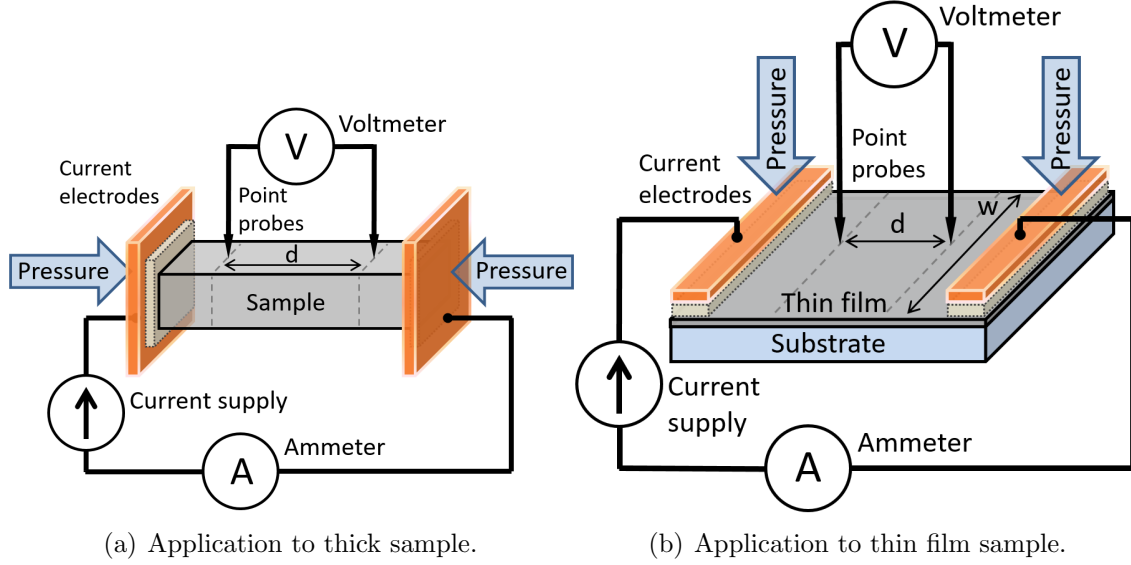 V
Voltmeter
Current
electrodes
Point
probes
d
Pressure
Pressure
Sample
Current supply
Ammeter
A
(a) Application to thick sample.
V
Voltmeter
Pressure
Pressure
Point
probes
Current
electrodes
w
d
Thin film
Substrate
Current
supply
Ammeter
A
(b) Application to thin film sample.